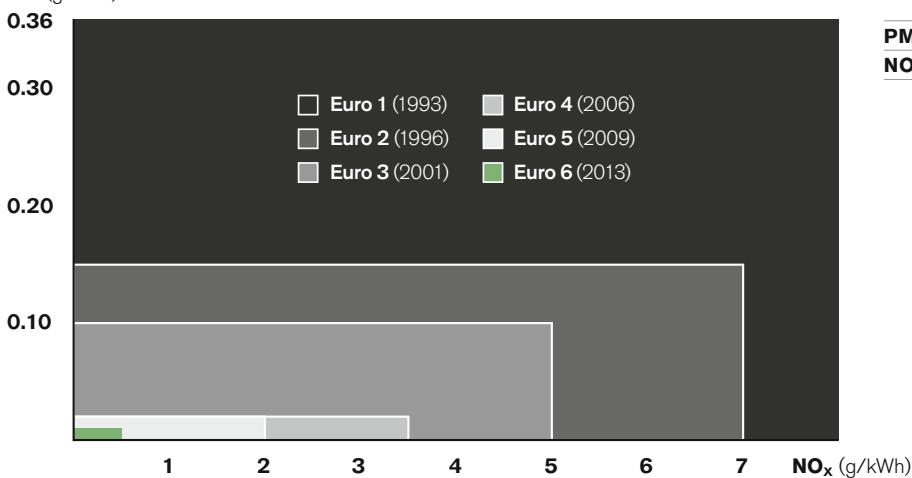 0.36
0.30
0.20
0.10
Euro 1 (1993)
Euro 2 (1996)
Euro 3 (2001)
Euro 4 (2006)
Euro 5 (2009)
Euro 6 (2013)
1 2 3 4 5 6 7 NOx (g/kWh)
PM
NO